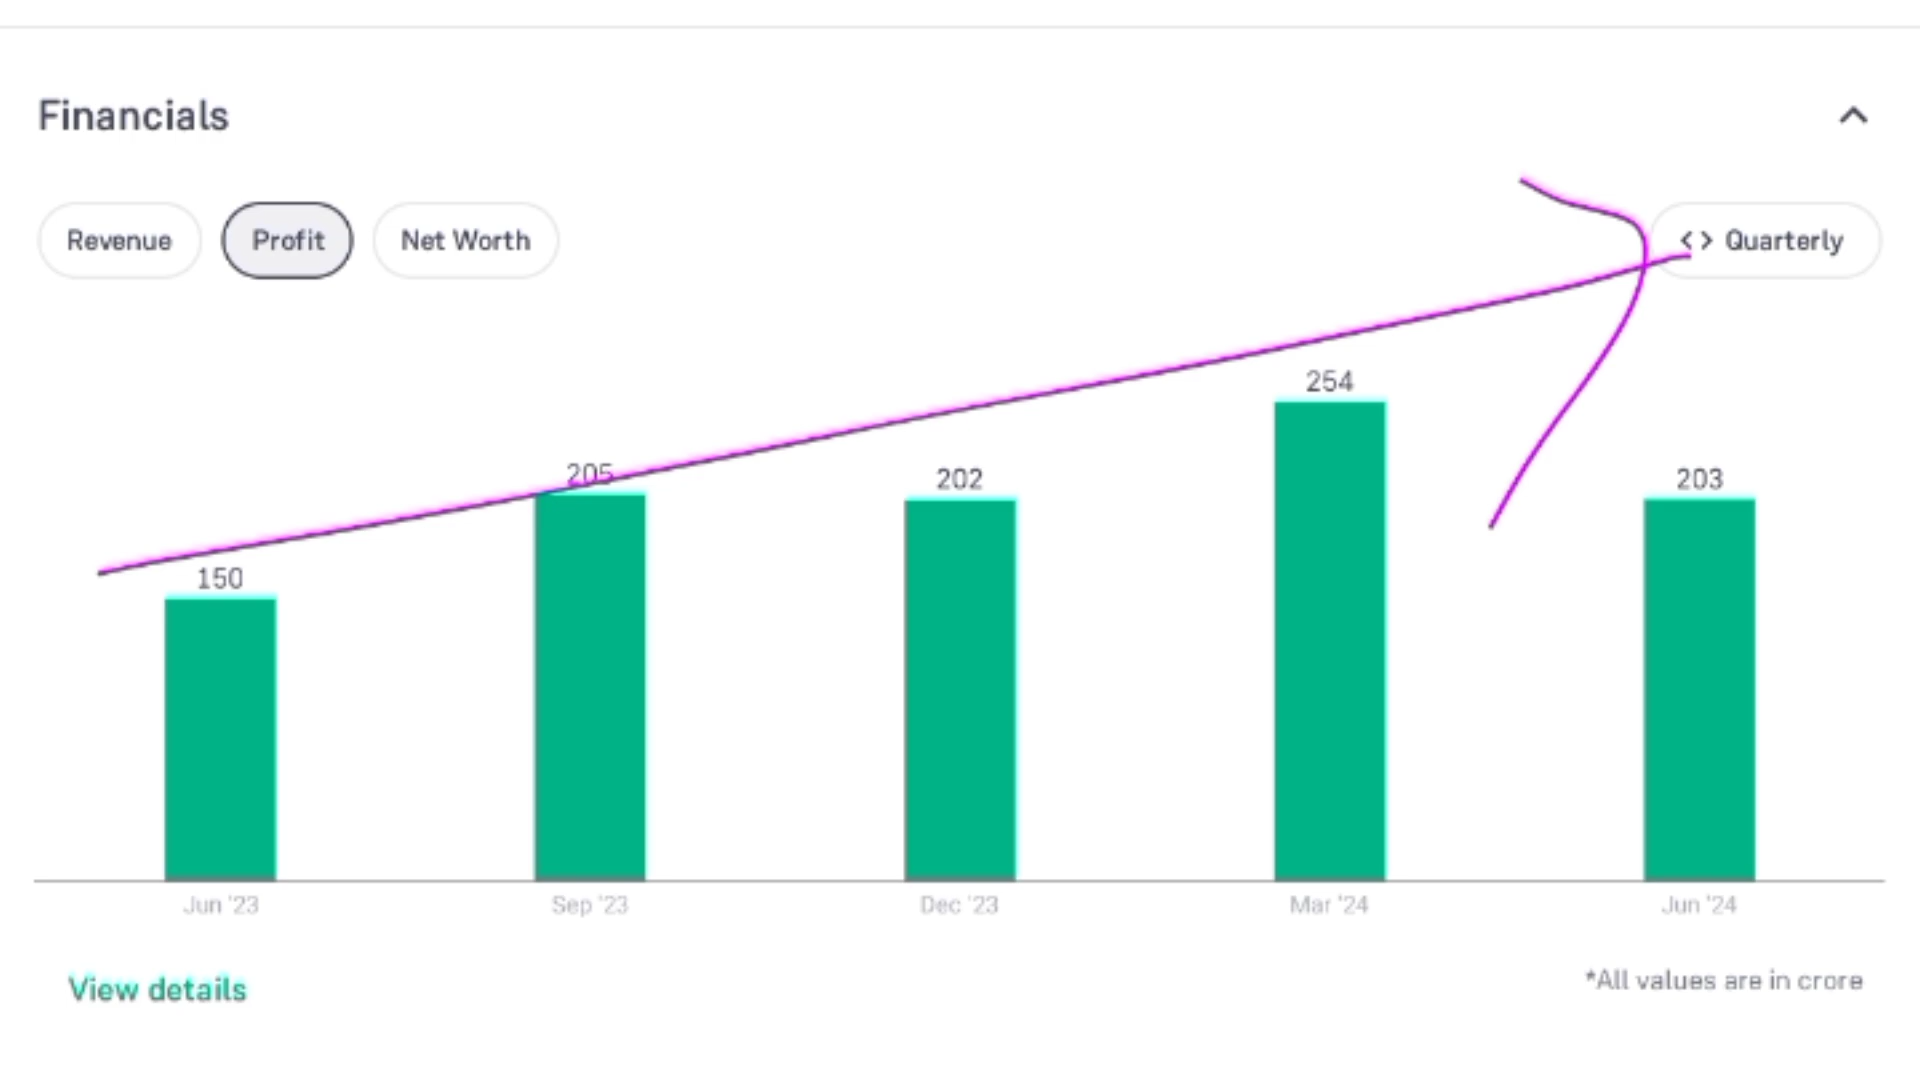 Financials
Revenue Profit Net Worth <> Quarterly
254
205 202 203
150
Jun '23 Sep '23 Dec '23 Mar '24 Jun '24
View details *All values are in crore